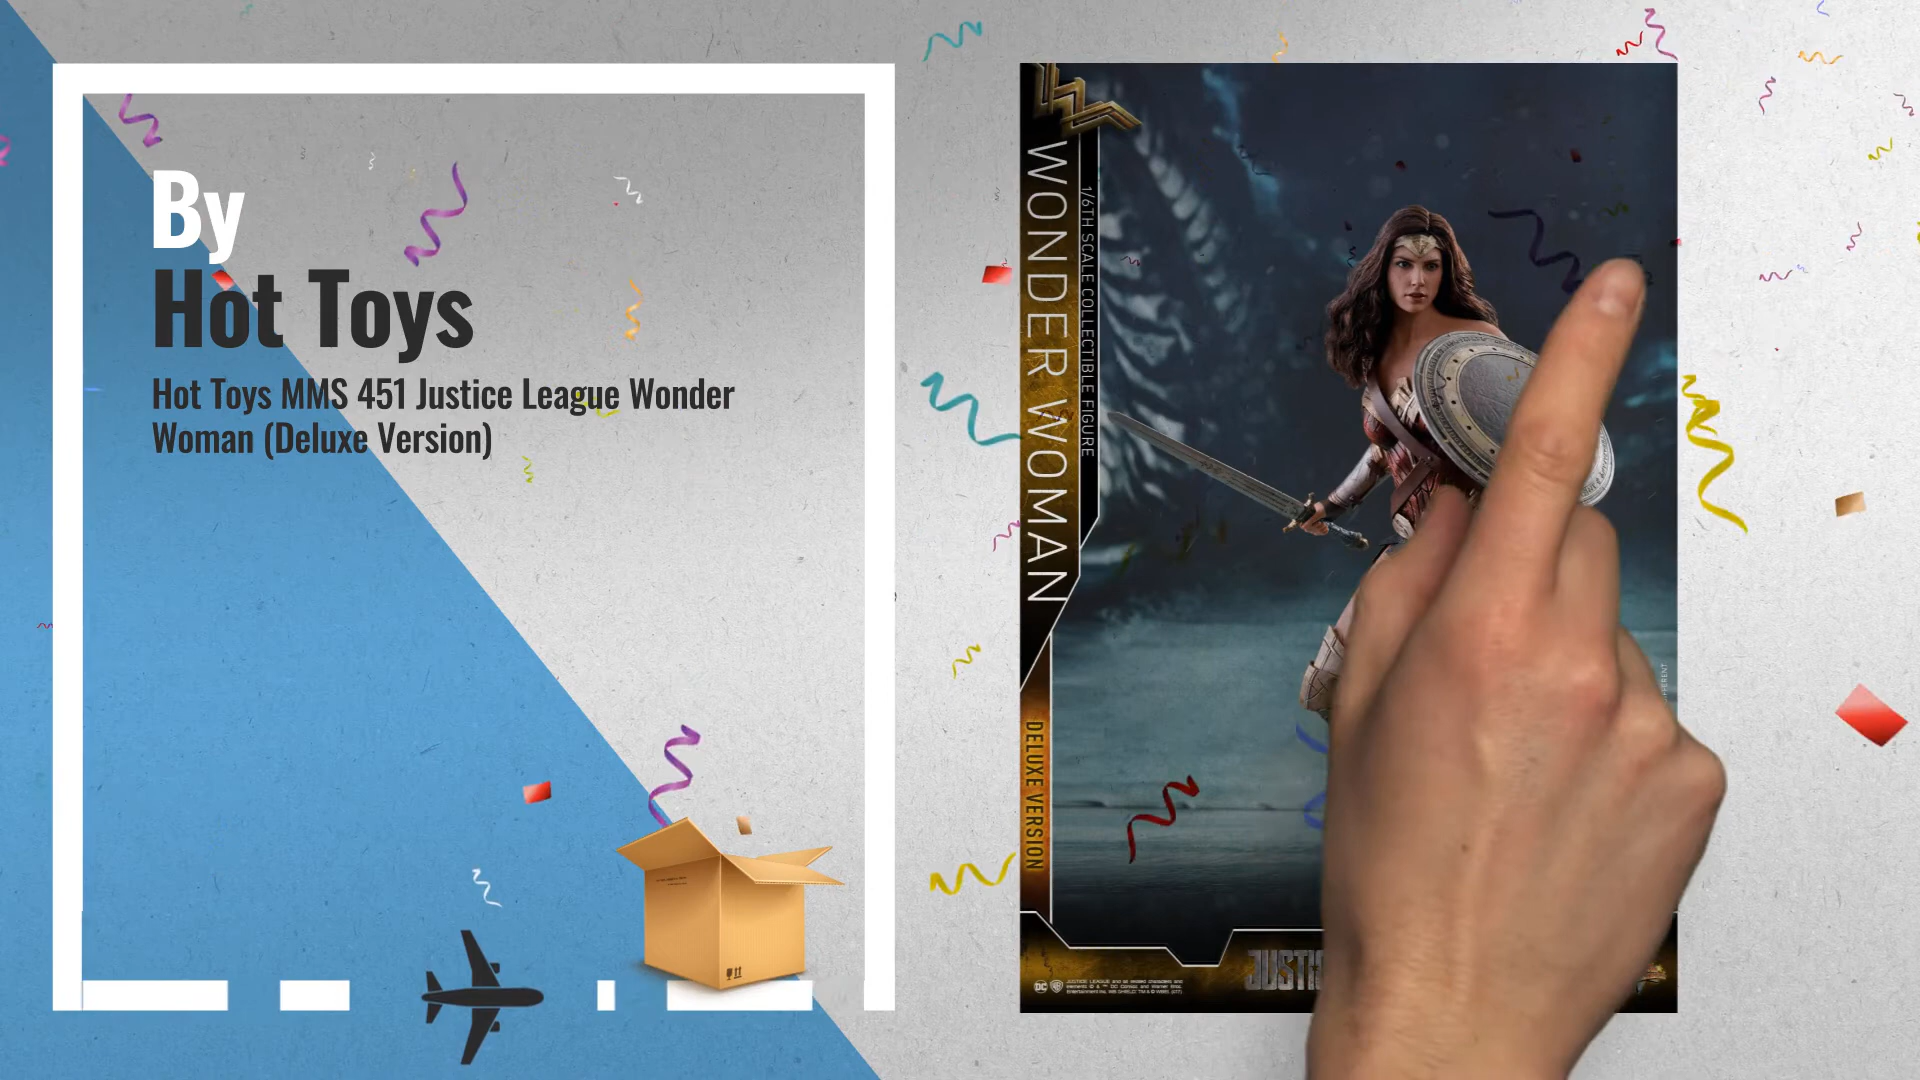 By
Hot Toys
Hot Toys MMS 451 Justice League Wonder
Woman (Deluxe Version)
WONDER WOMAN
1/6TH SCALE COLLECTIBLE FIGURE
DELUXE VERSION
DC